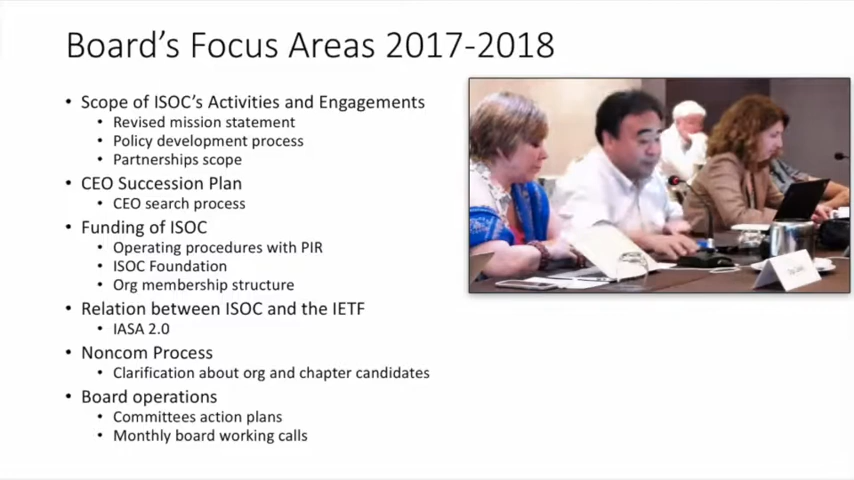 Board's Focus Areas 2017-2018
• Scope of ISOC's Activities and Engagements
• Revised mission statement
• Policy development process
• Partnerships scope
• CEO Succession Plan
• CEO search process
• Funding of ISOC
• Operating procedures with PIR
• ISOC Foundation
• Org membership structure
• Relation between ISOC and the IETF
• IASA 2.0
• Noncom Process
• Clarification about org and chapter candidates
• Board operations
• Committees action plans
• Monthly board working calls